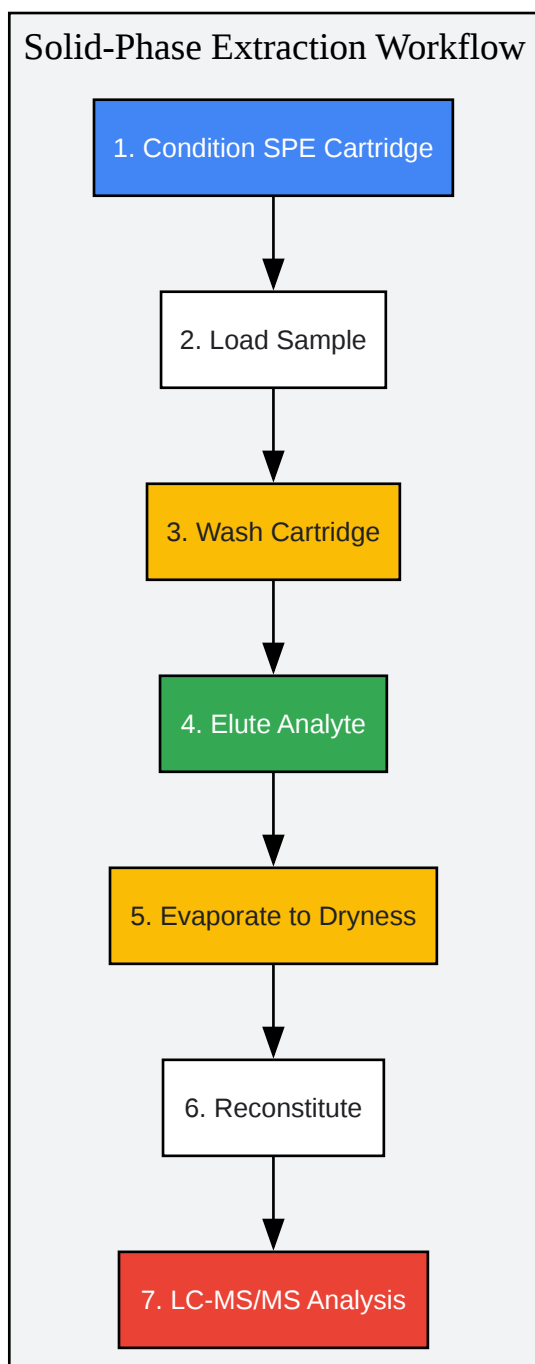 Solid-Phase Extraction Workflow
1. Condition SPE Cartridge
2. Load Sample
3. Wash Cartridge
4. Elute Analyte
5. Evaporate to Dryness
6. Reconstitute
7. LC-MS/MS Analysis